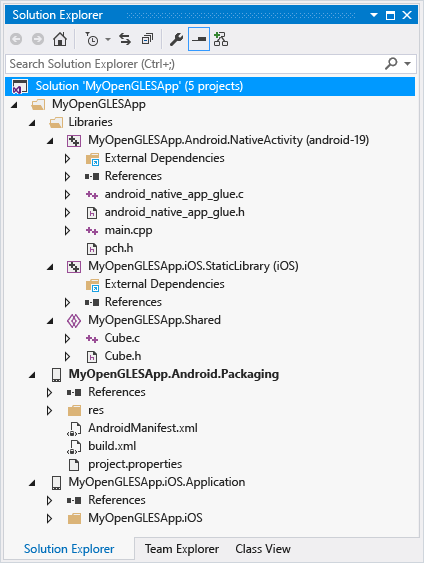 Solution Explorer
Search Solution Explorer (Ctrl+;)
Solution 'MyOpenGLESApp' (5 projects)
MyOpenGLESApp
Libraries
MyOpenGLESApp.Android.NativeActivity (android-19)
External Dependencies
References
android_native_app_glue.c
android_native_app_glue.h
main.cpp
pch.h
MyOpenGLESApp.iOS.StaticLibrary (iOS)
External Dependencies
References
MyOpenGLESApp.Shared
Cube.c
Cube.h
MyOpenGLESApp.Android.Packaging
References
res
AndroidManifest.xml
build.xml
project.properties
MyOpenGLESApp.iOS.Application
References
MyOpenGLESApp.iOS
Solution Explorer Team Explorer Class View